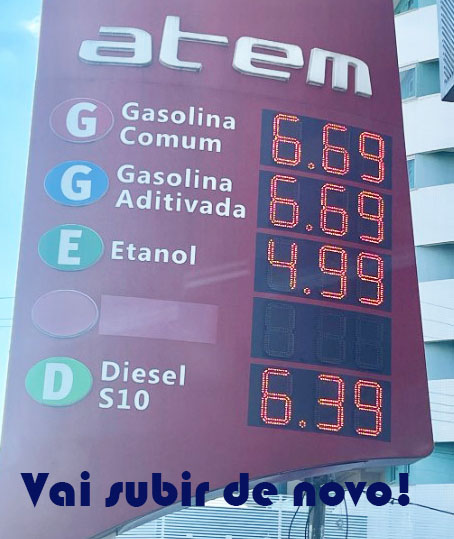 atem
G Gasolina Comum 6.69
G Gasolina Aditivada 6.69
E Etanol 4.99
D Diesel S10 6.39
Vai subir de novo!